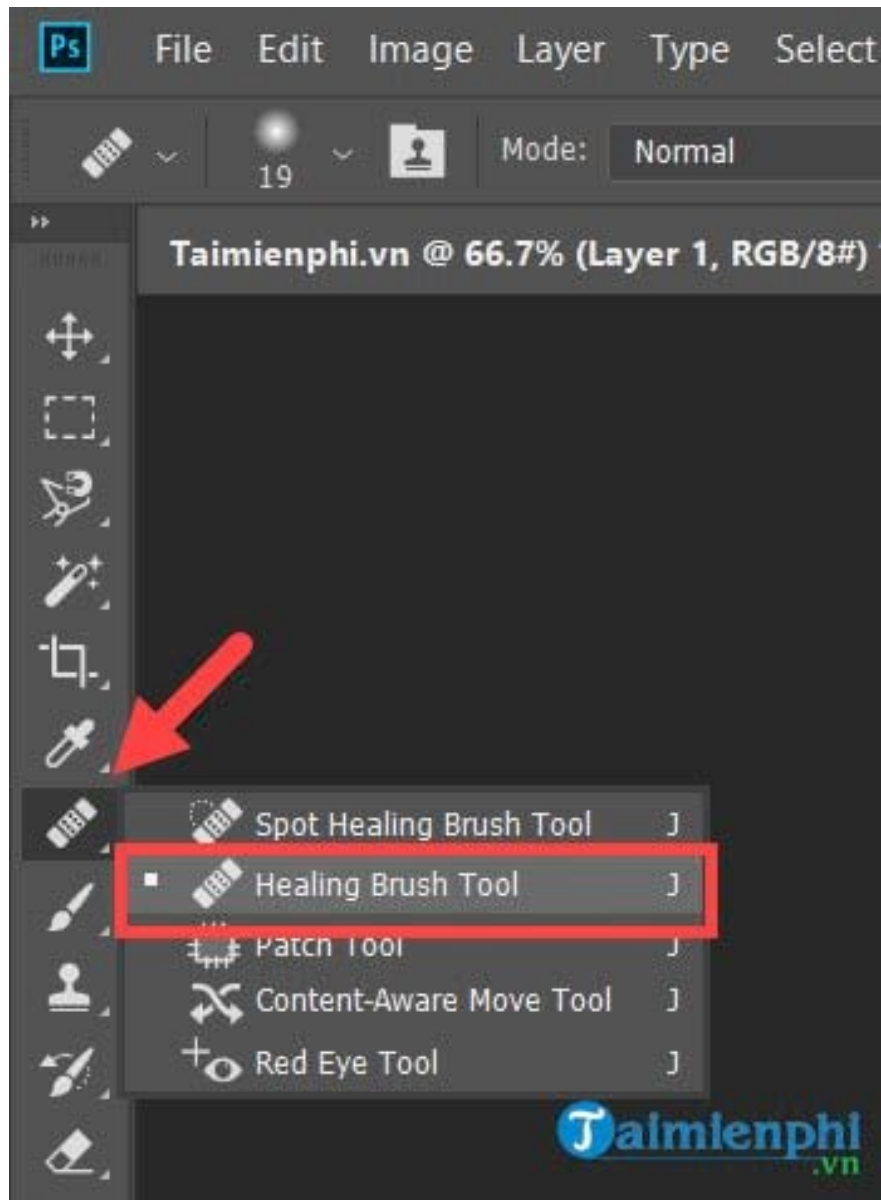 Ps File Edit Image Layer Type Select
19 Mode: Normal
Taimienphi.vn @ 66.7% (Layer 1, RGB/8#)
Spot Healing Brush Tool J
Healing Brush Tool J
Patch Tool J
Content-Aware Move Tool J
Red Eye Tool J
Taimienphi
.vn